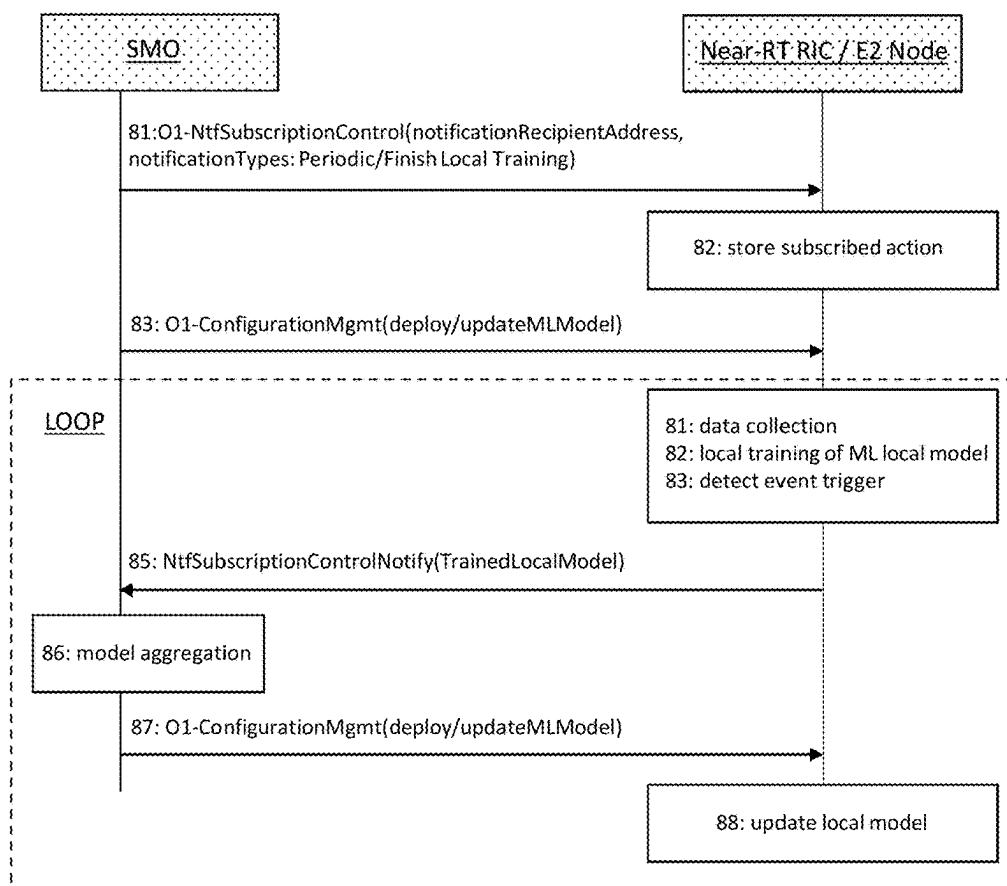 SMO
Near-RT RIC / E2 Node
81:O1-NtfSubscriptionControl(notificationRecipientAddress,
notificationTypes: Periodic/Finish Local Training)
82: store subscribed action
83: O1-ConfigurationMgmt(deploy/updateMLModel)
LOOP
81: data collection
82: local training of ML local model
83: detect event trigger
85: NtfSubscriptionControlNotify(TrainedLocalModel)
86: model aggregation
87: O1-ConfigurationMgmt(deploy/updateMLModel)
88: update local model